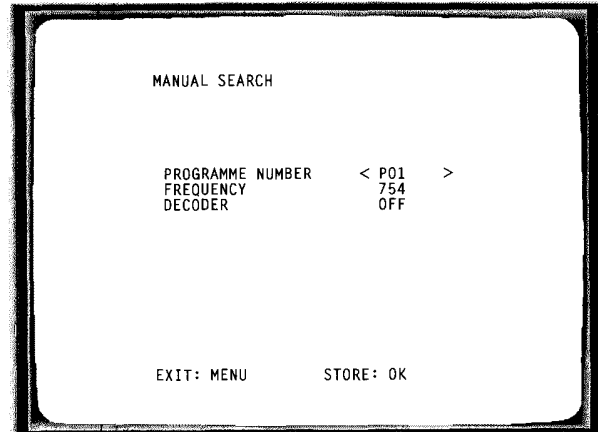 MANUAL SEARCH
PROGRAMME NUMBER < P01 >
FREQUENCY 754
DECODER OFF
EXIT: MENU STORE: OK